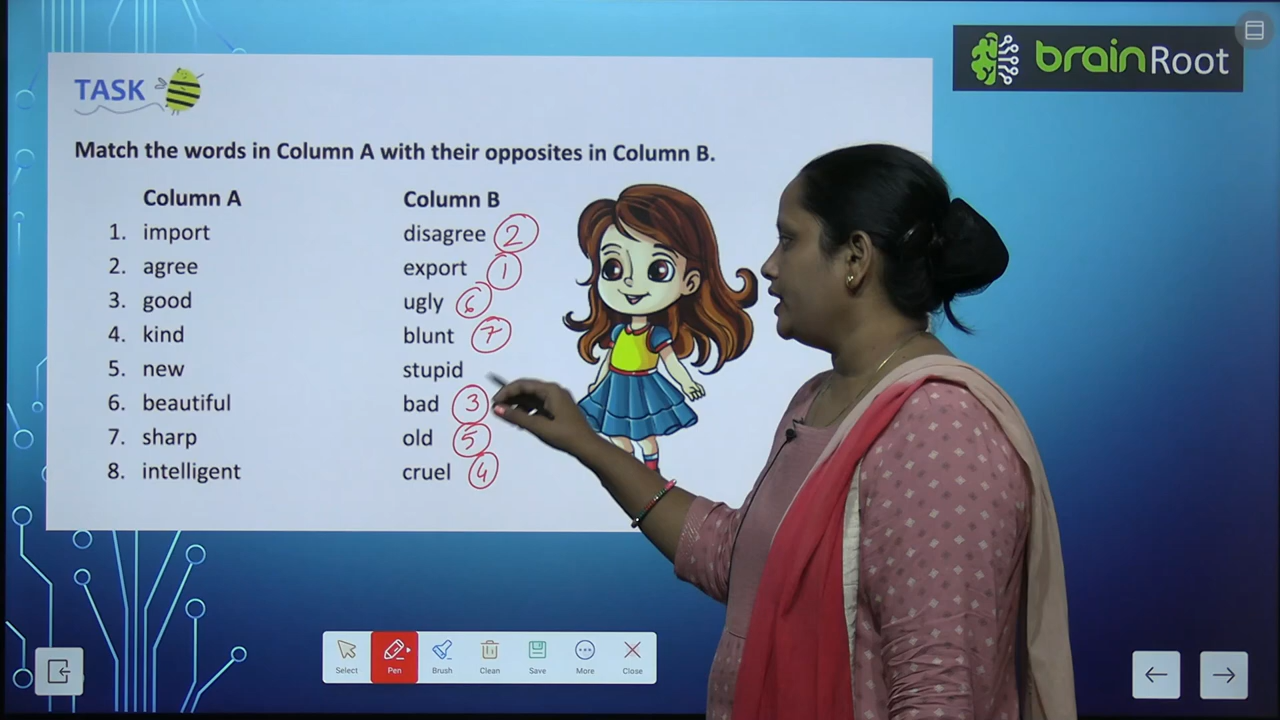 brainRoot
TASK
Match the words in Column A with their opposites in Column B.
Column A Column B
1. import disagree 2
2. agree export 1
3. good ugly 6
4. kind blunt 7
5. new stupid
6. beautiful bad 3
7. sharp old 5
8. intelligent cruel 4
Select Pen Brush Clean Save More Close